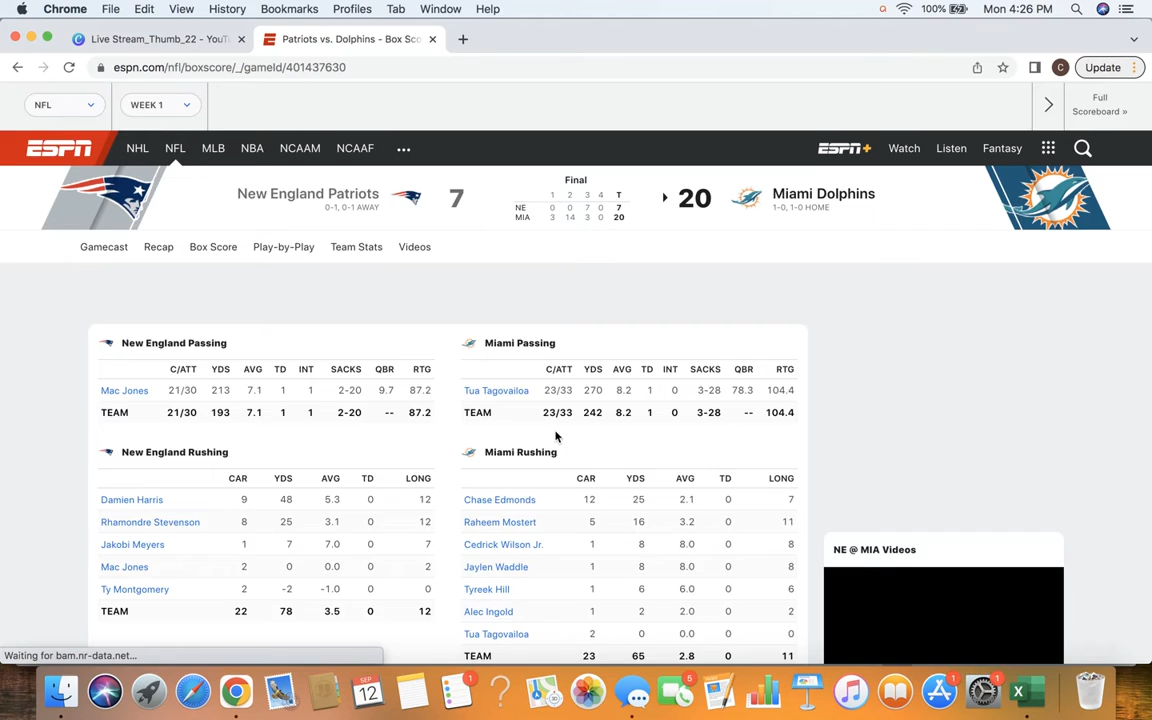 Chrome File Edit View History Bookmarks Profiles Tab Window Help 100% Mon 4:26 PM
Live Stream_Thumb_22 - YouTu Patriots vs. Dolphins - Box Sco
espn.com/nfl/boxscore/_/gameId/401437630 C Update
NFL WEEK 1 Full
Scoreboard »
ESPN NHL NFL MLB NBA NCAAM NCAAF ... ESPN+ Watch Listen Fantasy
Final
New England Patriots 7 1 2 3 4 T 20 Miami Dolphins
0-1, 0-1 AWAY NE 0 0 7 0 7 1-0, 1-0 HOME
MIA 3 14 3 0 20
Gamecast Recap Box Score Play-by-Play Team Stats Videos
New England Passing
C/ATT YDS AVG TD INT SACKS QBR RTG
Mac Jones 21/30 213 7.1 1 1 2-20 9.7 87.2
TEAM 21/30 193 7.1 1 1 2-20 -- 87.2
Miami Passing
C/ATT YDS AVG TD INT SACKS QBR RTG
Tua Tagovailoa 23/33 270 8.2 1 0 3-28 78.3 104.4
TEAM 23/33 242 8.2 1 0 3-28 -- 104.4
New England Rushing
CAR YDS AVG TD LONG
Damien Harris 9 48 5.3 0 12
Rhamondre Stevenson 8 25 3.1 0 12
Jakobi Meyers 1 7 7.0 0 7
Mac Jones 2 0 0.0 0 2
Ty Montgomery 2 -2 -1.0 0 0
TEAM 22 78 3.5 0 12
Miami Rushing
CAR YDS AVG TD LONG
Chase Edmonds 12 25 2.1 0 7
Raheem Mostert 5 16 3.2 0 11
Cedrick Wilson Jr. 1 8 8.0 0 8
Jaylen Waddle 1 8 8.0 0 8
Tyreek Hill 1 6 6.0 0 6
Alec Ingold 1 2 2.0 0 2
Tua Tagovailoa 2 0 0.0 0 0
TEAM 23 65 2.8 0 11
NE @ MIA Videos
Waiting for bam.nr-data.net...
SEP
12
1
5
1
1